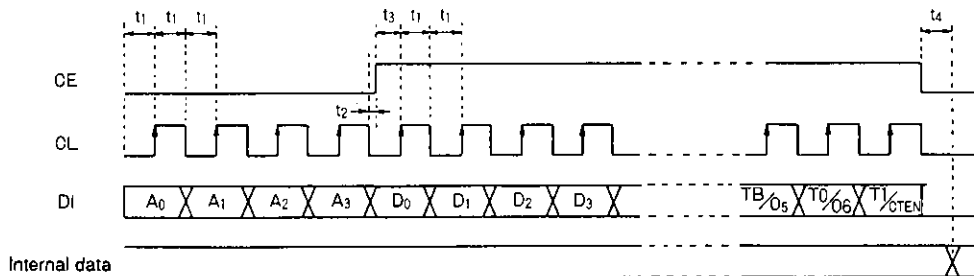 t1 t1 t1 t3 t1 t1 t4
CE
t2
CL
DI A0 A1 A2 A3 D0 D1 D2 D3 TB/O5 T0/O6 T1/CTEN
Internal data